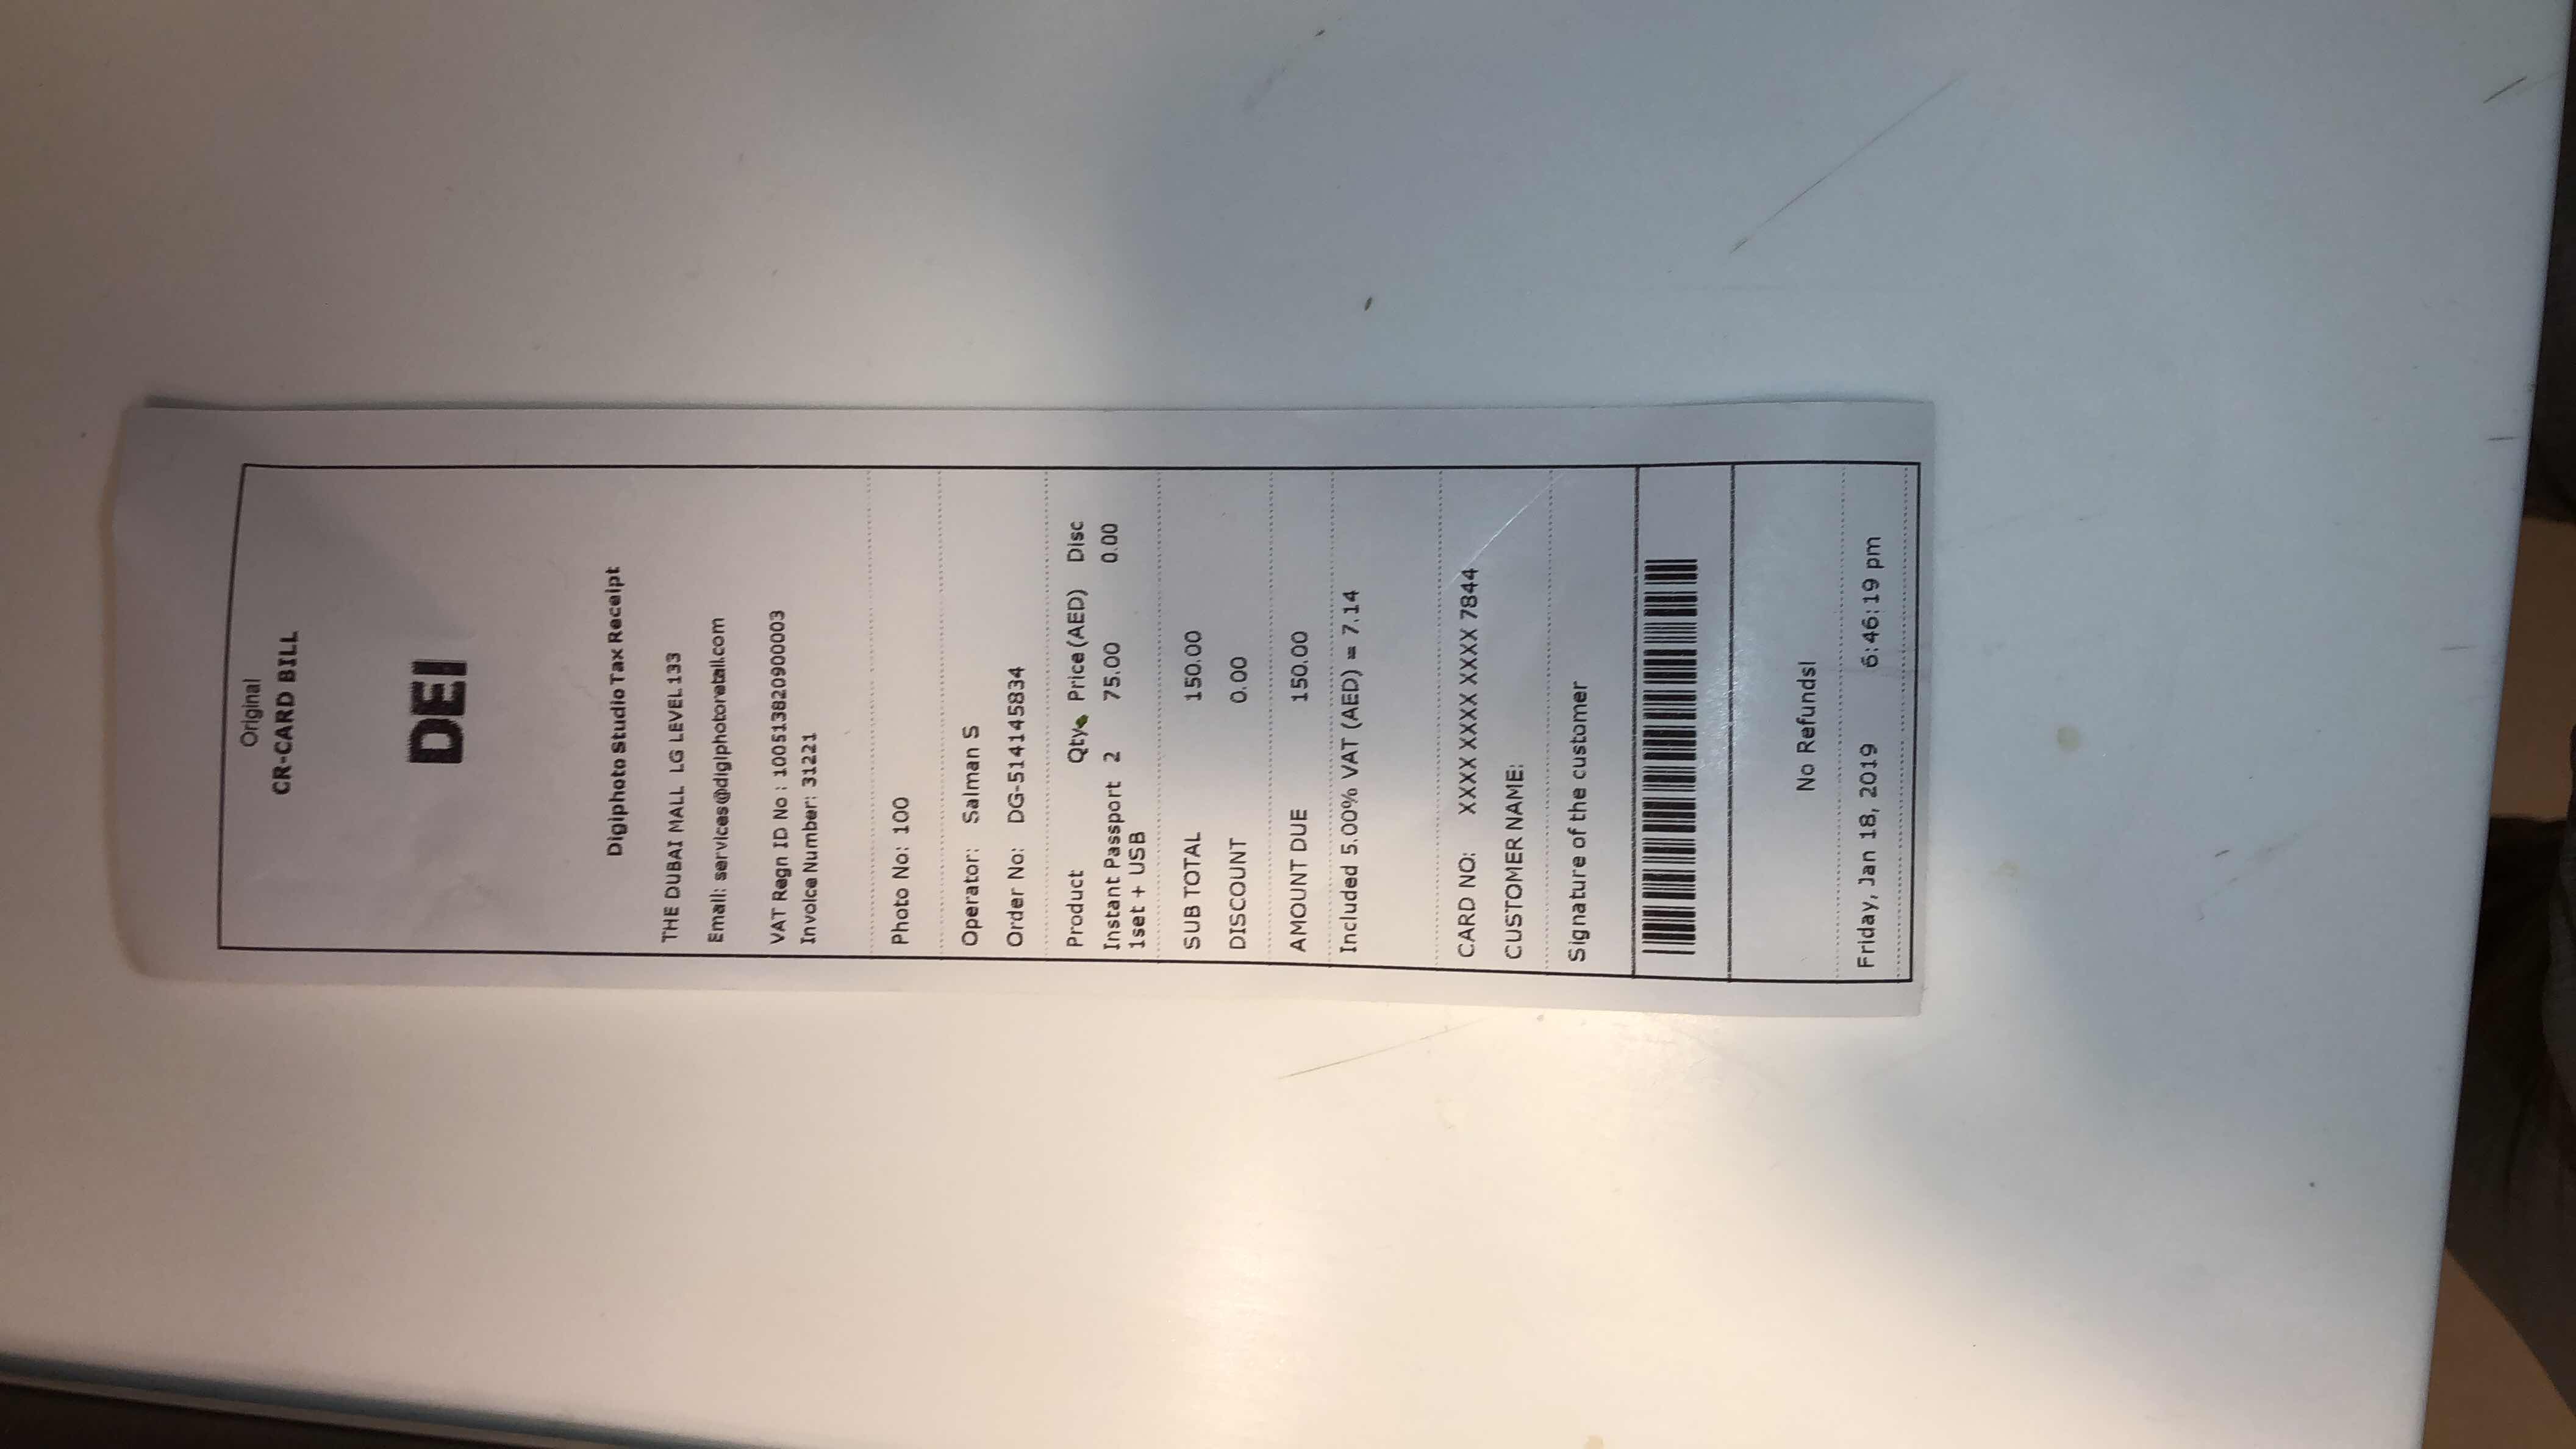 Original
CR-CARD BILL
DEI
Digiphoto Studio Tax Receipt
THE DUBAI MALL LG LEVEL 133
Email: services@digiphotoretail.com
VAT Regn ID No : 100513820900003
Invoice Number: 31221
Photo No: 100
Operator: Salman S
Order No: DG-514145834
Product Qty Price (AED) Disc
Instant Passport 2 75.00 0.00
1set + USB
SUB TOTAL 150.00
DISCOUNT 0.00
AMOUNT DUE 150.00
Included 5.00% VAT (AED) = 7.14
CARD NO: XXXX XXXX XXXX 7844
CUSTOMER NAME:
Signature of the customer
No Refunds!
Friday, Jan 18, 2019 6:46:19 pm